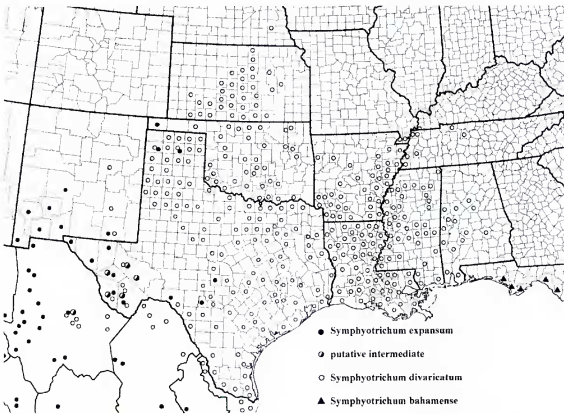 Symphyotrichum expansum
putative intermediate
Symphyotrichum divaricatum
Symphyotrichum bahamense